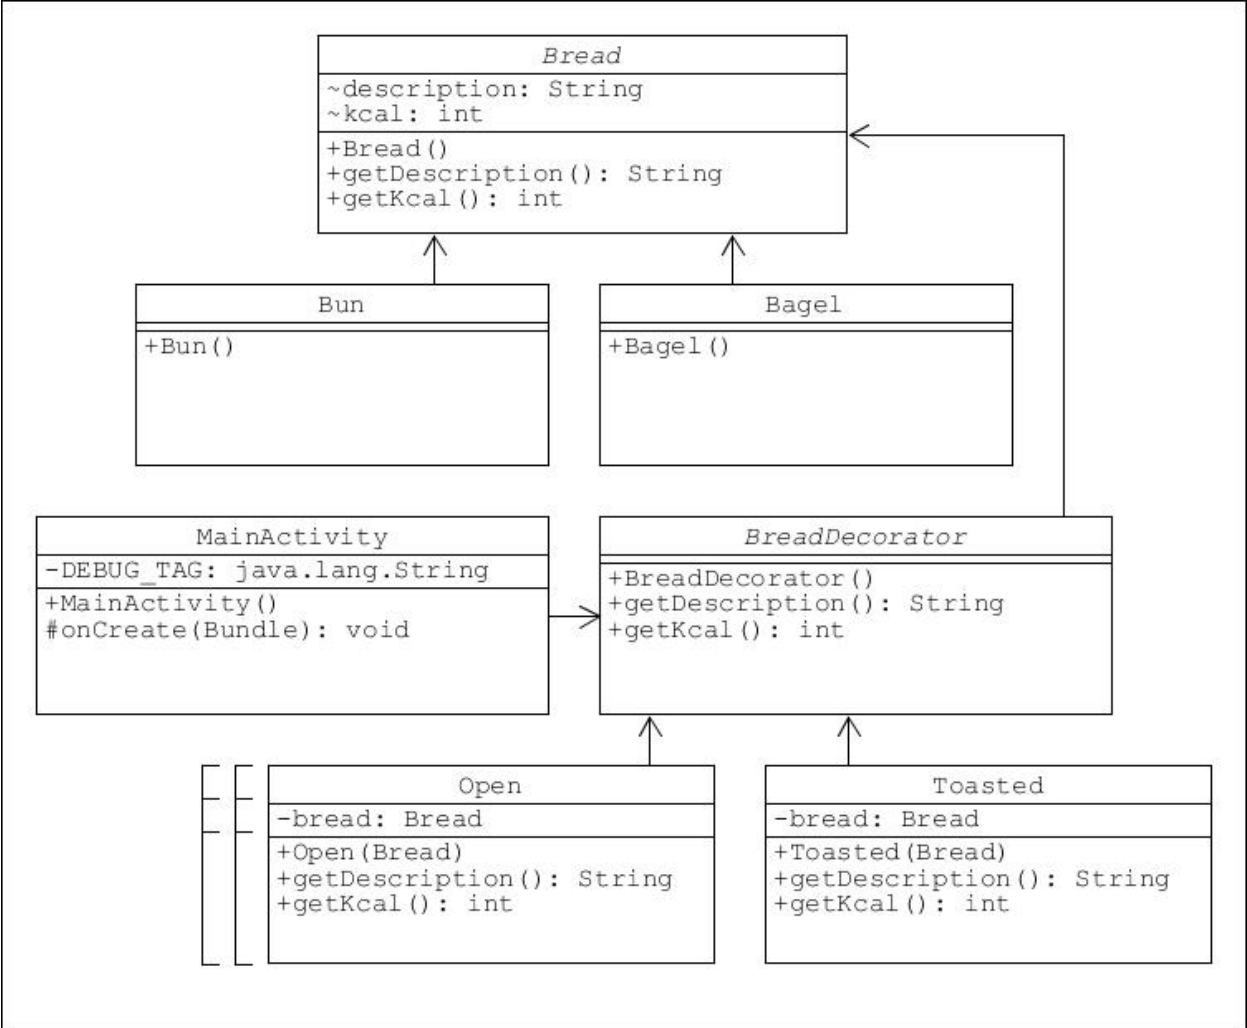 Bread
~description: String
~kcal: int
+Bread()
+getDescription(): String
+getKcal(): int
Bun
+Bun()
Bagel
+Bagel()
MainActivity
-DEBUG_TAG: java.lang.String
+MainActivity()
#onCreate(Bundle): void
BreadDecorator
+BreadDecorator()
+getDescription(): String
+getKcal(): int
Open
-bread: Bread
+Open(Bread)
+getDescription(): String
+getKcal(): int
Toasted
-bread: Bread
+Toasted(Bread)
+getDescription(): String
+getKcal(): int